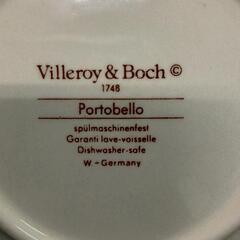 Villeroy & Boch ©
1748
Portobello
spülmaschinenfest
Garanti lave-vaisselle
Dishwasher-safe
W.-Germany